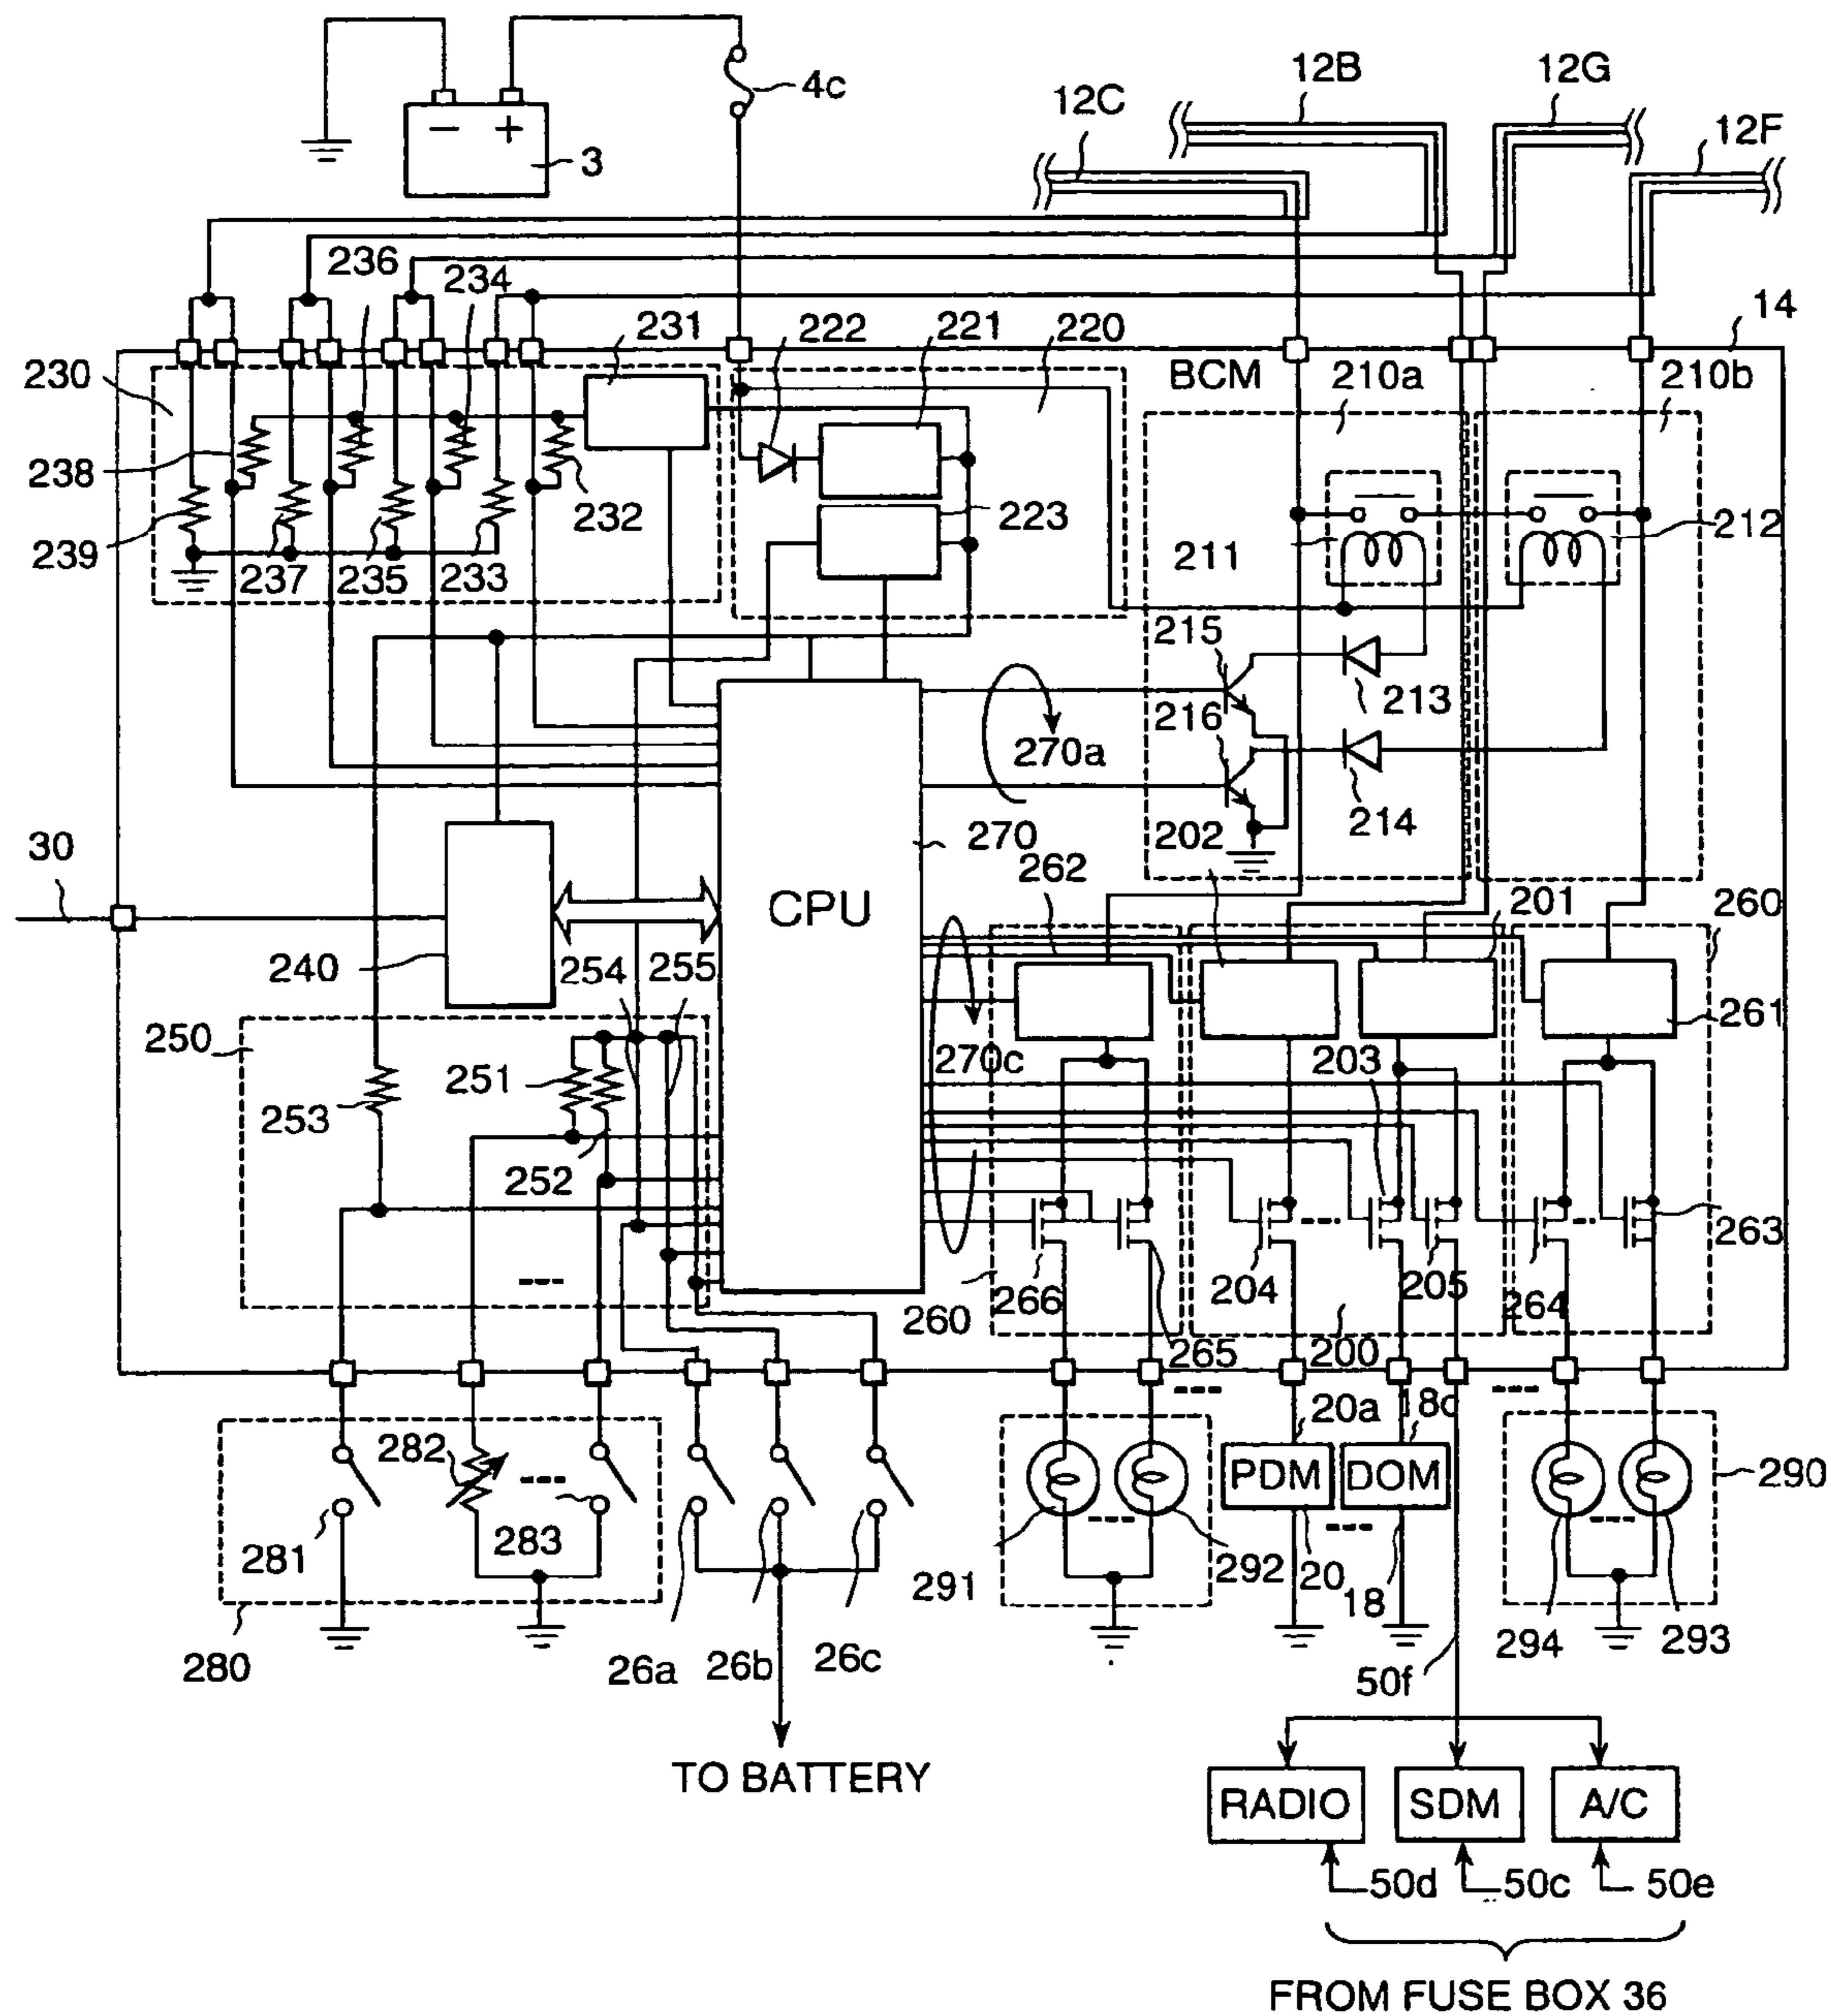 12B
12G
4c
12C
12F
− +
3
236
234
14
231
222
221
220
230
BCM
210a
210b
238
232
223
212
239
211
237
235
233
215
216
213
270a
214
30
270
202
262
CPU
201
260
240
254
255
261
250
270c
251
203
253
252
263
266
204
205
264
260
265
200
20a
18c
282
PDM
DOM
290
281
283
291
292
20
18
294
293
280
26a
26b
26c
50f
TO BATTERY
RADIO
SDM
A/C
50d
50c
50e
FROM FUSE BOX 36